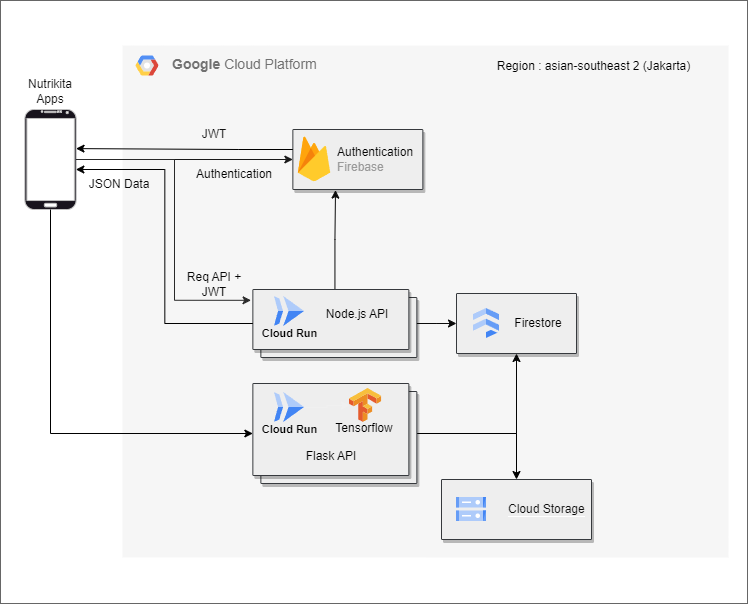 Google Cloud Platform
Region : asian-southeast 2 (Jakarta)
Nutrikita
Apps
JWT
Authentication
Firebase
Authentication
JSON Data
Req API +
JWT
Node.js API
Cloud Run
Firestore
Cloud Run
Tensorflow
Flask API
Cloud Storage